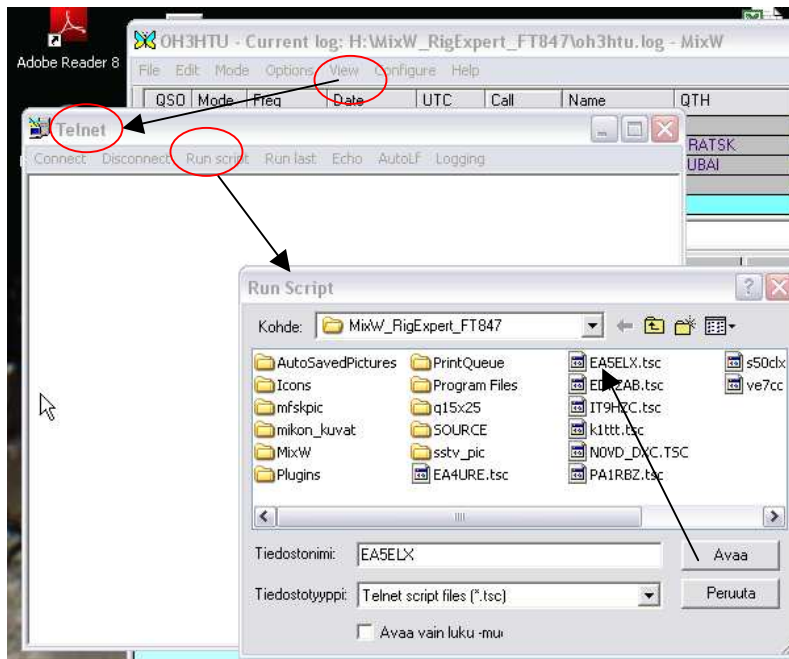 Adobe Reader 8
OH3HTU - Current log: H:\MixW_RigExpert_FT847\oh3htu.log - MixW
File Edit Mode Options View Configure Help
QSO Mode Freq Date UTC Call Name QTH
RATSK
UBAI
Telnet
Connect Disconnect Run script Run last Echo AutoLF Logging
Run Script
Kohde: MixW_RigExpert_FT847
AutoSavedPictures PrintQueue EA5ELX.tsc s50clx
Icons Program Files ve7cc
mfskpic q15x25 IT9HZC.tsc
mikon_kuvat SOURCE k1ttt.tsc
MixW sstv_pic N0VD_DXC.TSC
Plugins EA4URE.tsc PA1RBZ.tsc
Tiedostonimi: EA5ELX Avaa
Tiedostotyyppi: Telnet script files (*.tsc) Peruuta
Avaa vain luku -mu